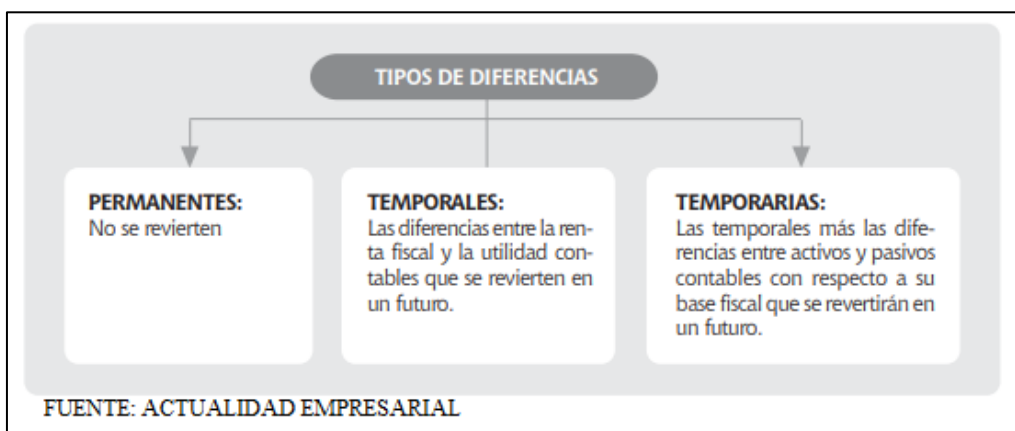 TIPOS DE DIFERENCIAS
PERMANENTES:
No se revierten
TEMPORALES:
Las diferencias entre la ren-
ta fiscal y la utilidad con-
tables que se revierten en
un futuro.
TEMPORARIAS:
Las temporales más las dife-
rencias entre activos y pasivos
contables con respecto a su
base fiscal que se revertirán en
un futuro.
FUENTE: ACTUALIDAD EMPRESARIAL